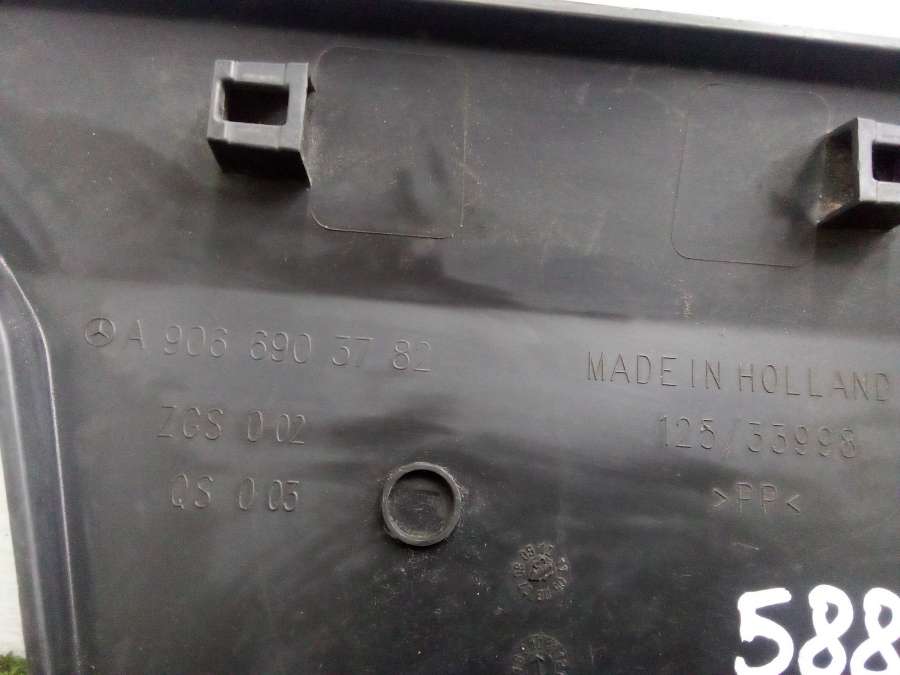 A 906 690 37 82
ZGS 0-02
QS 0 03
MADE IN HOLLAND
125/33998
>PP<
588